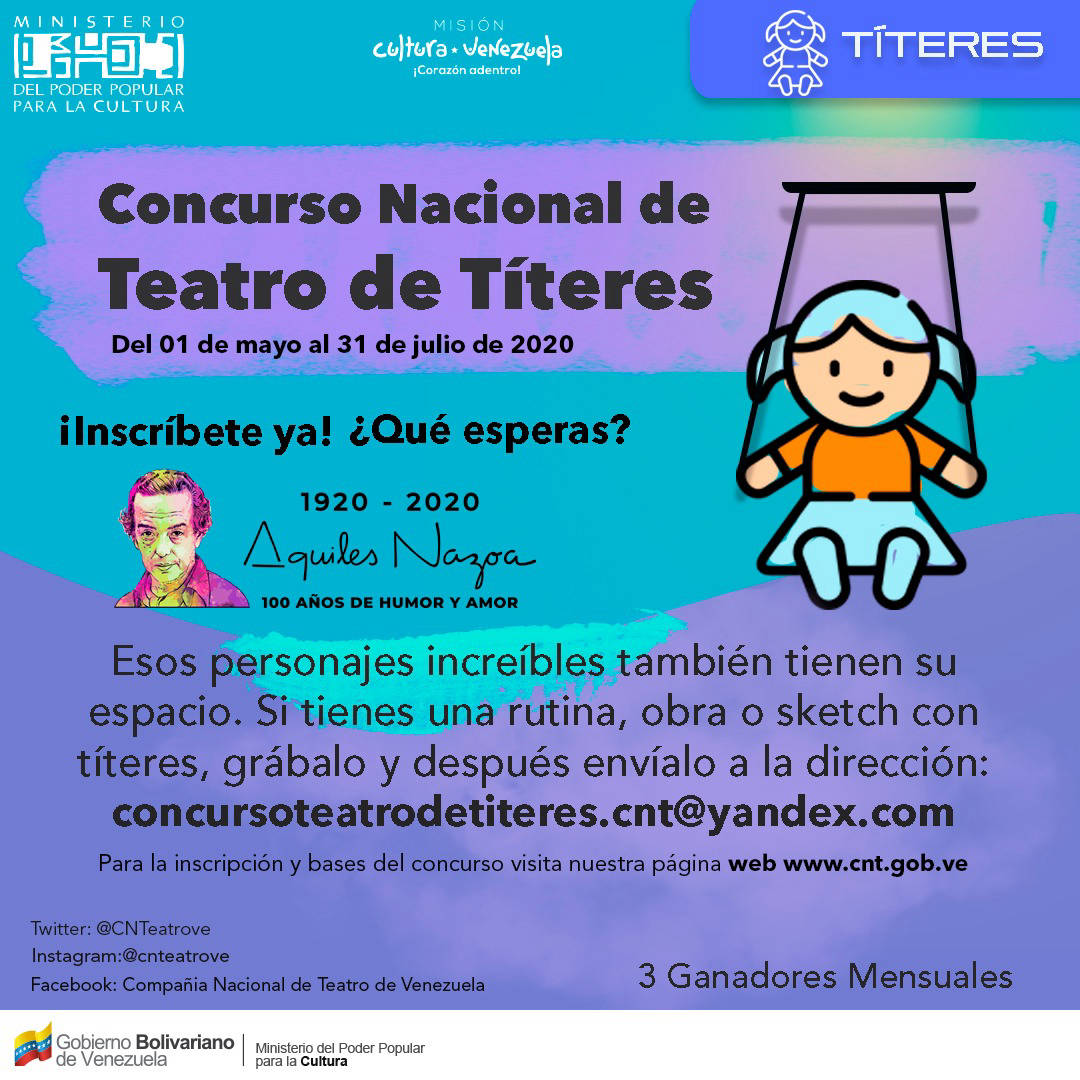 MINISTERIO
DEL PODER POPULAR
PARA LA CULTURA
MISIÓN
cultura★venezuela
¡Corazón adentro!
TÍTERES
Concurso Nacional de
Teatro de Títeres
Del 01 de mayo al 31 de julio de 2020
¡Inscríbete ya! ¿Qué esperas?
1920 - 2020
Aquiles Nazoa
100 AÑOS DE HUMOR Y AMOR
Esos personajes increíbles también tienen su
espacio. Si tienes una rutina, obra o sketch con
títeres, grábalo y después envíalo a la dirección:
concursoteatrodetiteres.cnt@yandex.com
Para la inscripción y bases del concurso visita nuestra página web www.cnt.gob.ve
Twitter: @CNTeatrove
Instagram:@cnteatrove
Facebook: Compañia Nacional de Teatro de Venezuela
3 Ganadores Mensuales
Gobierno Bolivariano
de Venezuela
Ministerio del Poder Popular
para la Cultura